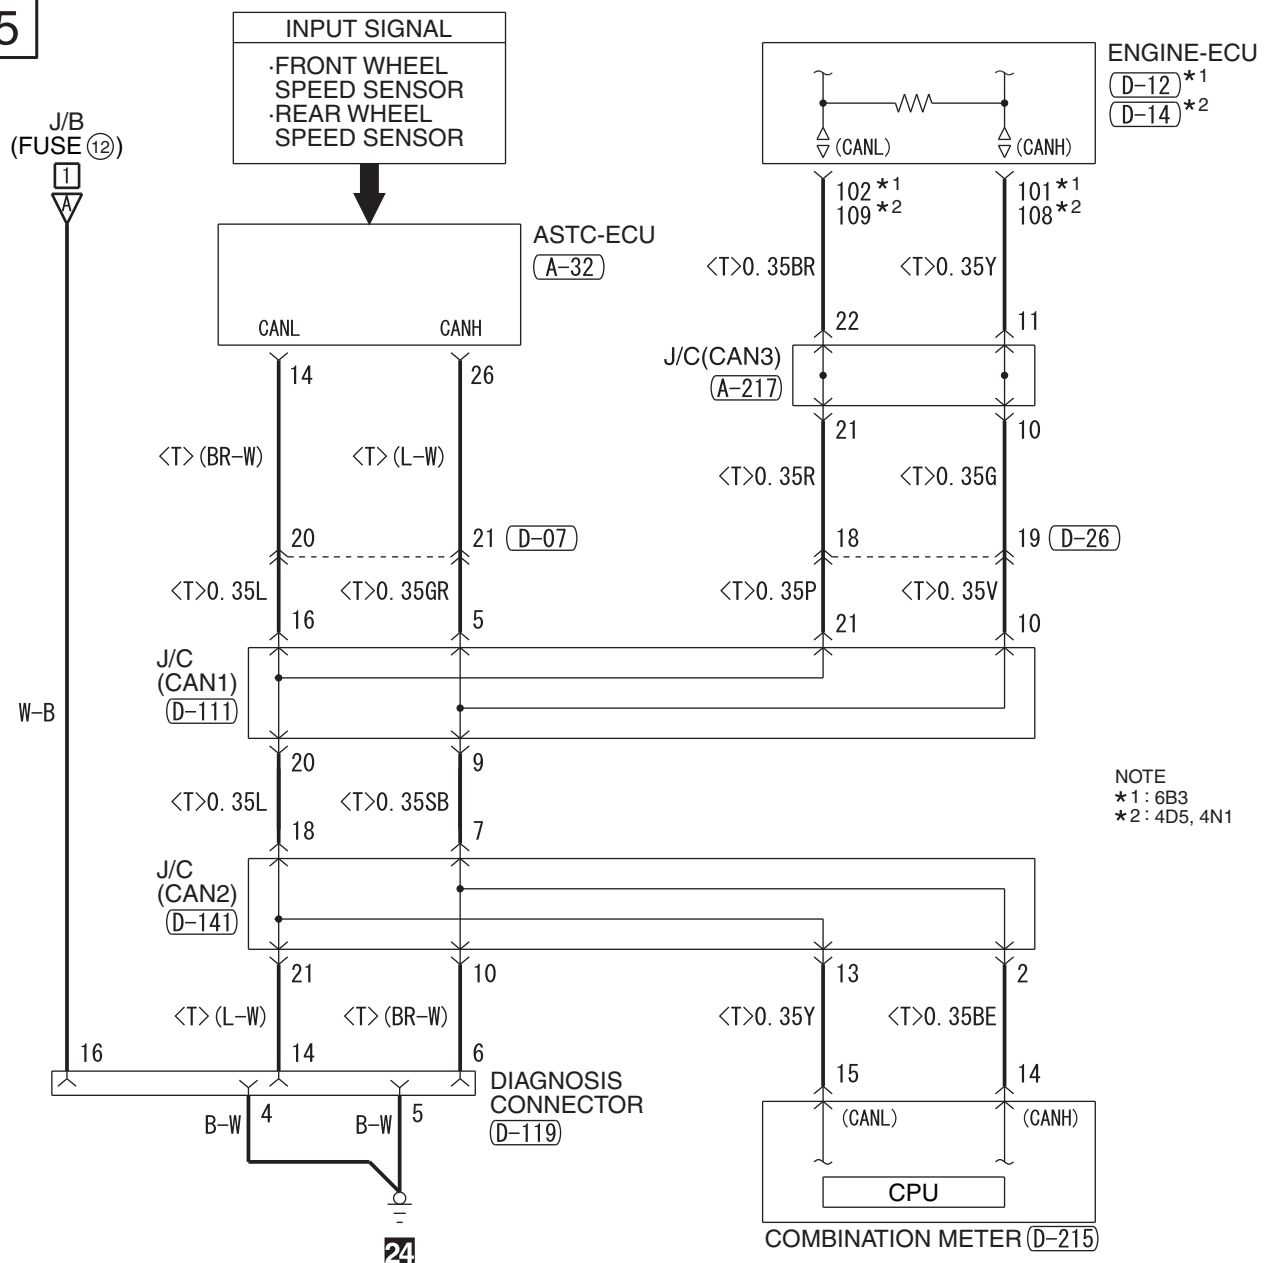 5
INPUT SIGNAL
·FRONT WHEEL
SPEED SENSOR
·REAR WHEEL
SPEED SENSOR
J/B
(FUSE ⑫)
1
A
ENGINE-ECU
D-12 *1
D-14 *2
(CANL)
(CANH)
102 *1
109 *2
101 *1
108 *2
ASTC-ECU
A-32
CANL
CANH
<T>0.35BR
<T>0.35Y
14
26
22
11
J/C(CAN3)
A-217
21
10
<T>(BR-W)
<T>(L-W)
<T>0.35R
<T>0.35G
20
21 D-07
18
19 D-26
<T>0.35L
<T>0.35GR
<T>0.35P
<T>0.35V
16
5
21
10
J/C
(CAN1)
D-111
W-B
20
9
<T>0.35L
<T>0.35SB
18
7
NOTE
*1 : 6B3
*2 : 4D5, 4N1
J/C
(CAN2)
D-141
21
10
13
2
<T>(L-W)
<T>(BR-W)
<T>0.35Y
<T>0.35BE
16
14
6
15
14
DIAGNOSIS
CONNECTOR
D-119
4
5
B-W
B-W
(CANL)
(CANH)
CPU
COMBINATION METER D-215
24